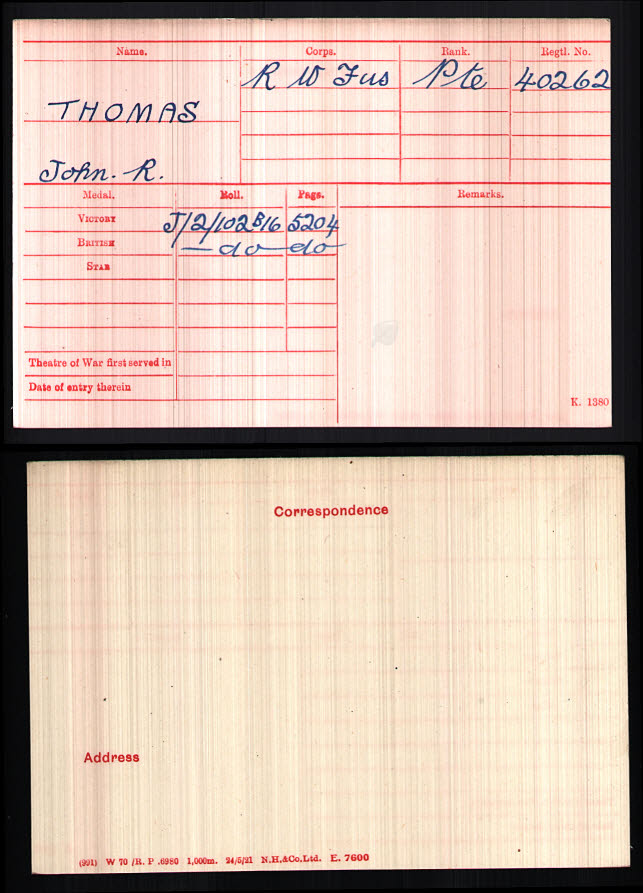 Name. Corps. Rank. Regtl. No.
R W Fus Pte 40262
THOMAS
John. R.
Medal. Roll. Page. Remarks.
VICTORY J/2/102B16 5204
BRITISH — do — do —
STAR
Theatre of War first served in
Date of entry therein
K. 1380
Correspondence
Address
(991) W 70 /R. P .6980 1,000m. 24/5/21 N.H.&Co.Ltd. E. 7600